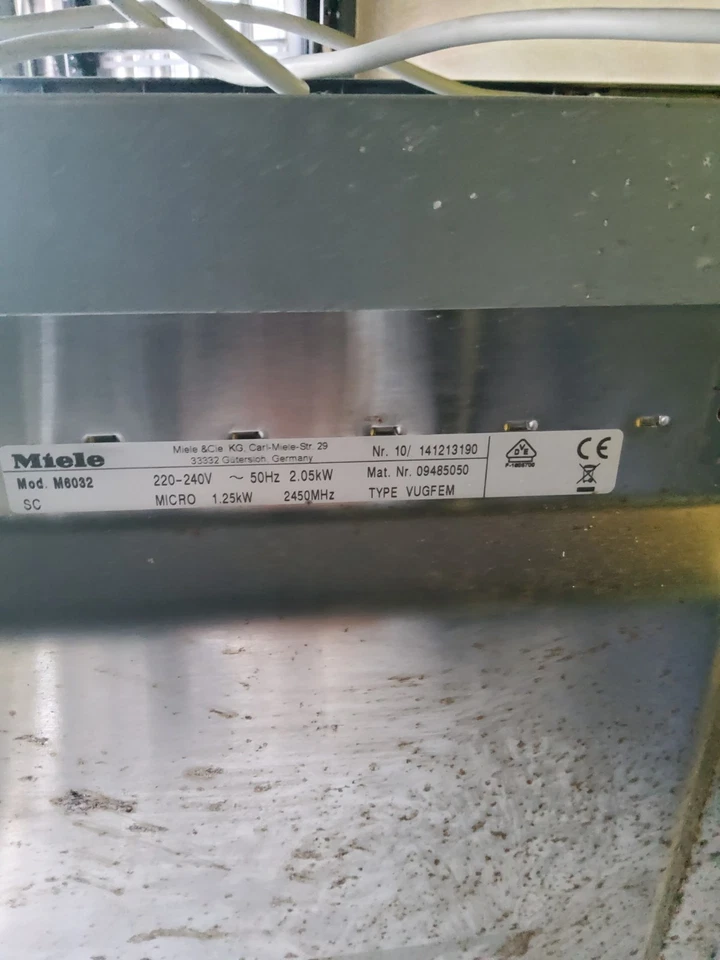 Miele
Miele &Cie. KG, Carl-Miele-Str. 29
33332 Gütersloh, Germany
Nr. 10/ 141213190
Mod. M6032
220-240V ~ 50Hz 2.05kW
Mat. Nr. 09485050
SC
MICRO 1.25kW 2450MHz
TYPE VUGFEM
VDE
CE